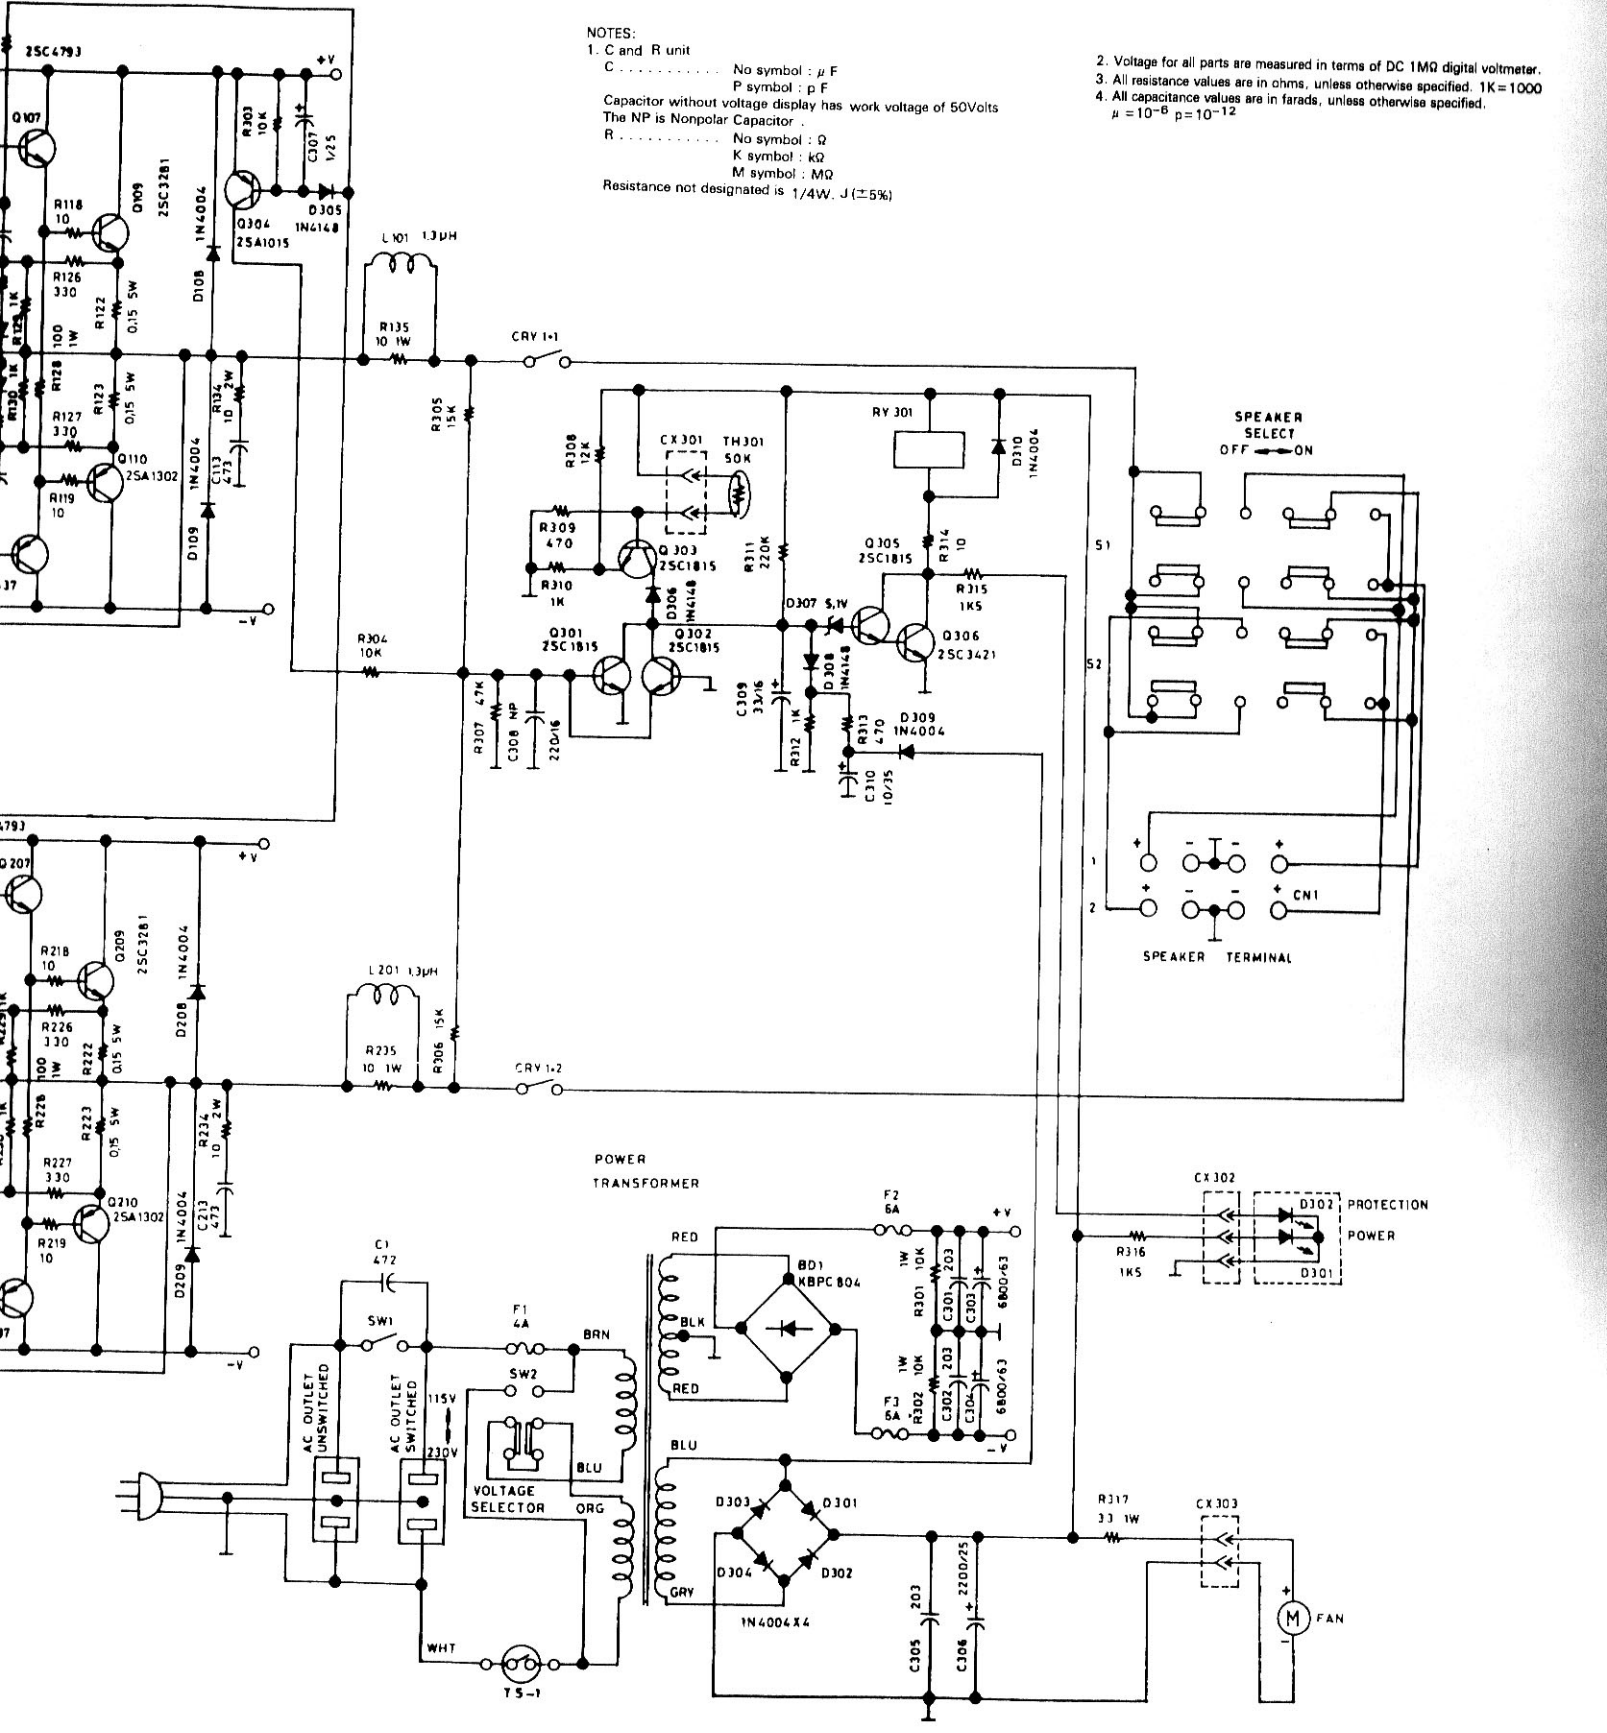 NOTES:
1. C and R unit
C . . . . . . . . . . . No symbol : μ F
P symbol : p F
Capacitor without voltage display has work voltage of 50Volts
The NP is Nonpolar Capacitor .
R . . . . . . . . . . . No symbol : Ω
K symbol : kΩ
M symbol : MΩ
Resistance not designated is 1/4W. J (±5%)
2. Voltage for all parts are measured in terms of DC 1MΩ digital voltmeter.
3. All resistance values are in ohms, unless otherwise specified. 1K=1000
4. All capacitance values are in farads, unless otherwise specified.
μ =10⁻⁶ p=10⁻¹²
2SC4793
+V
Q107
R303
10K
C307
1/25
Q109
2SC3281
R118
10
1N4004
D108
Q304
2SA1015
D305
1N4148
R126
330
R122
0,15 5W
L101 1,3μH
R135
10 1W
CRY 1-1
R129 1K
R128
100
1W
R130 1K
R123
0,15 5W
R127
330
R134
10 2W
C113
473
Q110
2SA1302
R119
10
1N4004
D109
-V
R305
15K
R308
12K
CX301
TH301
50K
RY 301
D310
1N4004
R309
470
R310
1K
Q303
2SC1815
D306
1N4148
R311
220K
Q305
2SC1815
R314
10
R315
1K5
D307 5,1V
Q306
2SC3421
R304
10K
Q301
2SC1815
Q302
2SC1815
D308
1N4148
R307 47K
C308 NP
220/16
C309
33/16
R312 1K
R313
470
D309
1N4004
C310
10/35
SPEAKER
SELECT
OFF ON
S1
S2
1
2
+ - - +
+ - - +
CN1
SPEAKER TERMINAL
Q207
+V
Q209
2SC3281
R218
10
1N4004
D208
R226
330
R222
0,15 5W
L201 1,3μH
R235
10 1W
R306 15K
CRY 1-2
R229 1K
R228
100
1W
R223
0,15 5W
R227
330
R234
10 2W
C213
473
Q210
2SA1302
R219
10
1N4004
D209
-V
POWER
TRANSFORMER
C1
472
SW1
F1
4A
BRN
SW2
AC OUTLET
UNSWITCHED
AC OUTLET
SWITCHED
115V
230V
VOLTAGE
SELECTOR
BLU
ORG
WHT
TS-1
RED
BLK
RED
BLU
GRY
BD1
KBPC804
F2
6A
+V
R301 10K 1W
C301 203
C303 6800/63
R302 10K 1W
C302 203
C304 6800/63
F3
6A
-V
D303
D301
D304
D302
1N4004X4
C305 203
C306 2200/25
CX302
D302 PROTECTION
POWER
R316
1K5
D301
R317
33 1W
CX303
+
M FAN
-